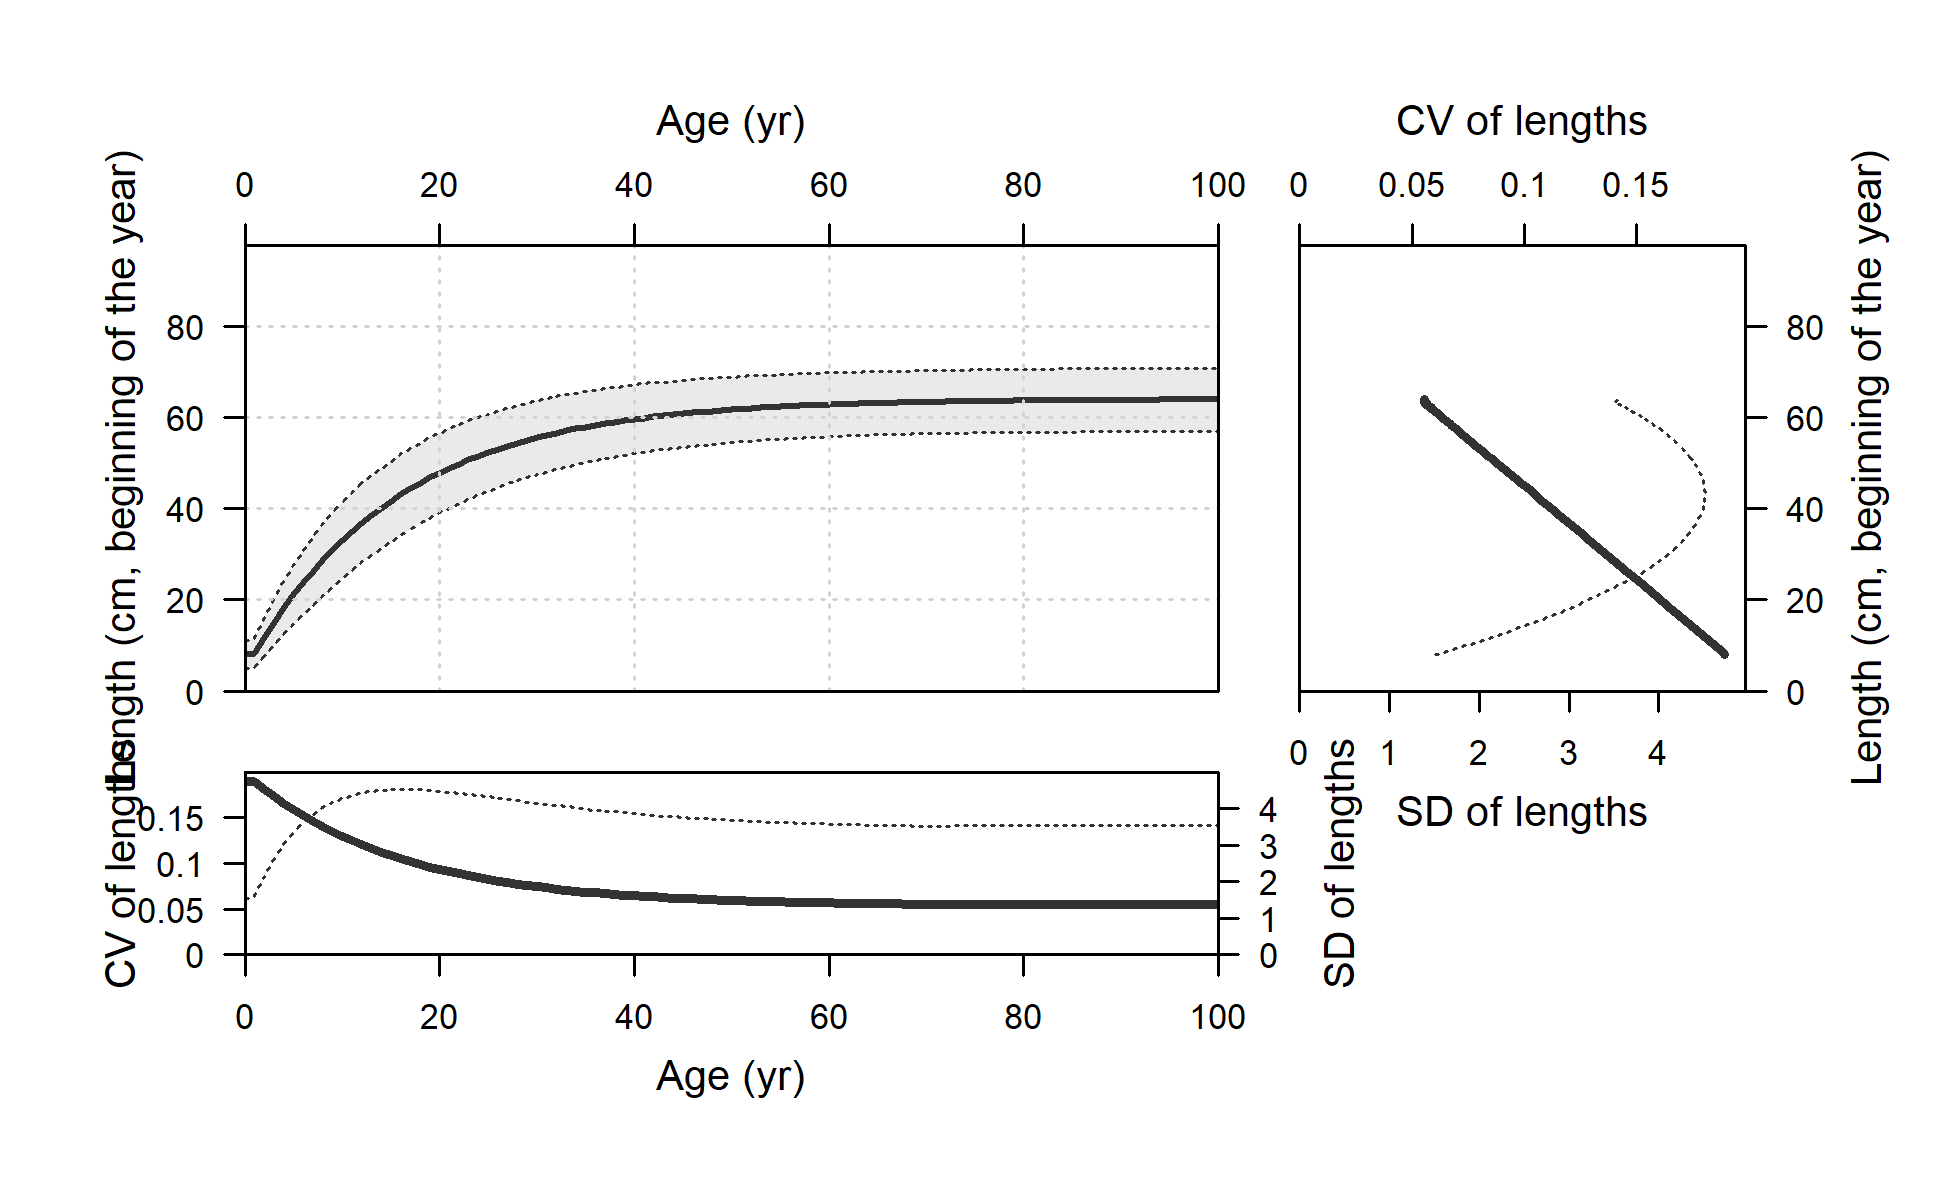 Age (yr)
CV of lengths
0 20 40 60 80 100
0 0.05 0.1 0.15
Length (cm, beginning of the year)
80
60
40
20
0
80
60
40
20
0
Length (cm, beginning of the year)
0 1 2 3 4
SD of lengths
CV of lengths
0.15
0.1
0.05
0
4
3
2
1
0
SD of lengths
0 20 40 60 80 100
Age (yr)